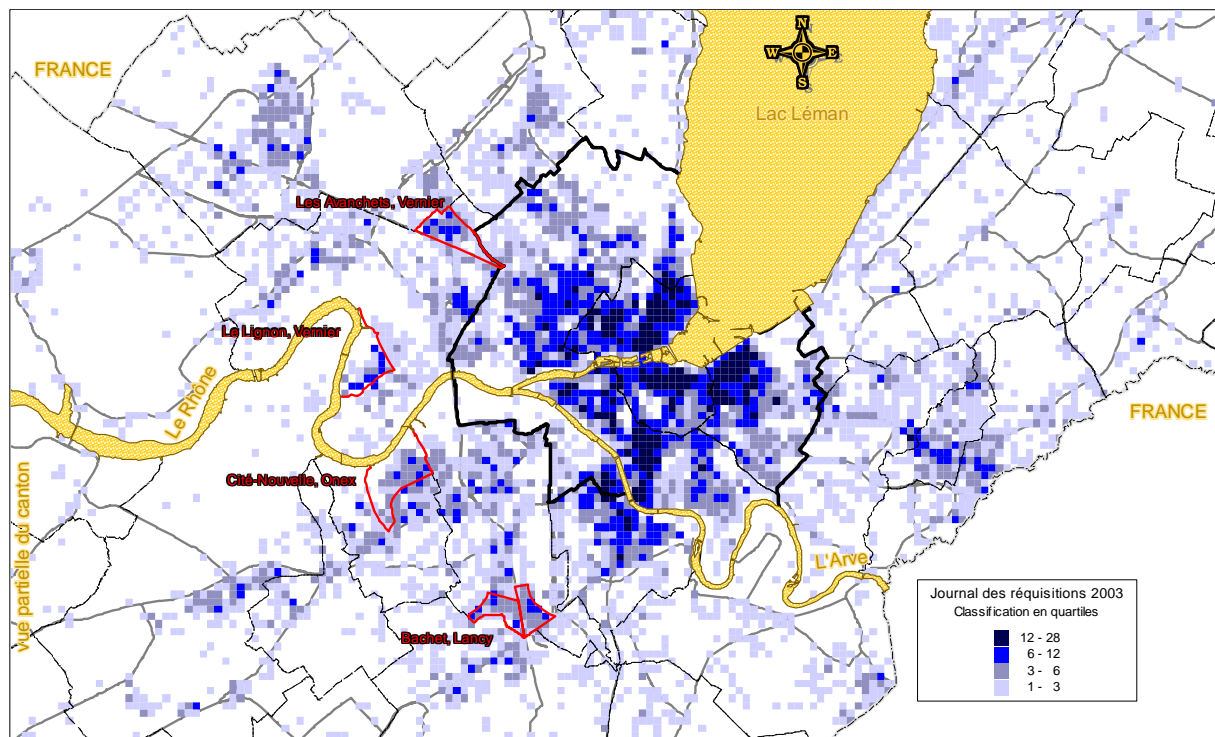 N
W E
S
FRANCE
Lac Léman
Les Avanchets, Vernier
Le Lignon, Vernier
Le Rhône
FRANCE
Cité-Nouvelle, Onex
vue partielle du canton
L'Arve
Bachet, Lancy
Journal des réquisitions 2003
Classification en quartiles
12 - 28
6 - 12
3 - 6
1 - 3